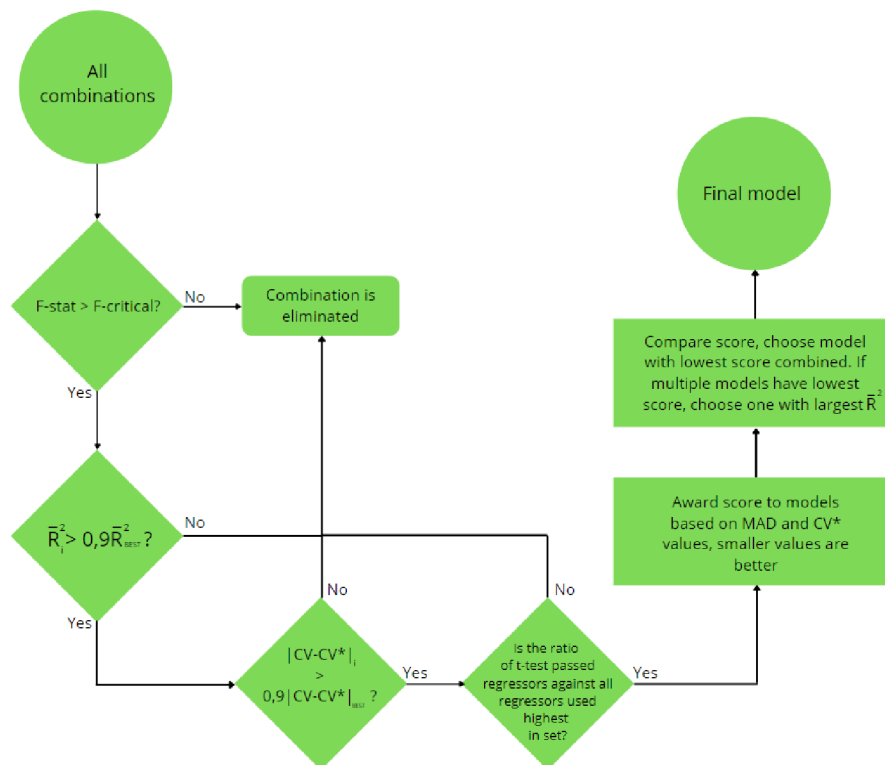 All
combinations
F-stat > F-critical?
No
Combination is
eliminated
Yes
R̄ᵢ² > 0,9R̄²BEST ?
No
Yes
|CV-CV*|ᵢ
>
0,9|CV-CV*|BEST ?
No
Yes
Is the ratio
of t-test passed
regressors against all
regressors used
highest
in set?
No
Yes
Award score to models
based on MAD and CV*
values, smaller values are
better
Compare score, choose model
with lowest score combined. If
multiple models have lowest
score, choose one with largest R̄²
Final model